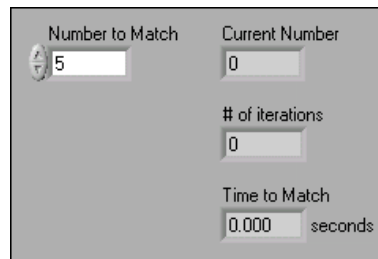 Number to Match
5
Current Number
0
# of iterations
0
Time to Match
0.000 seconds